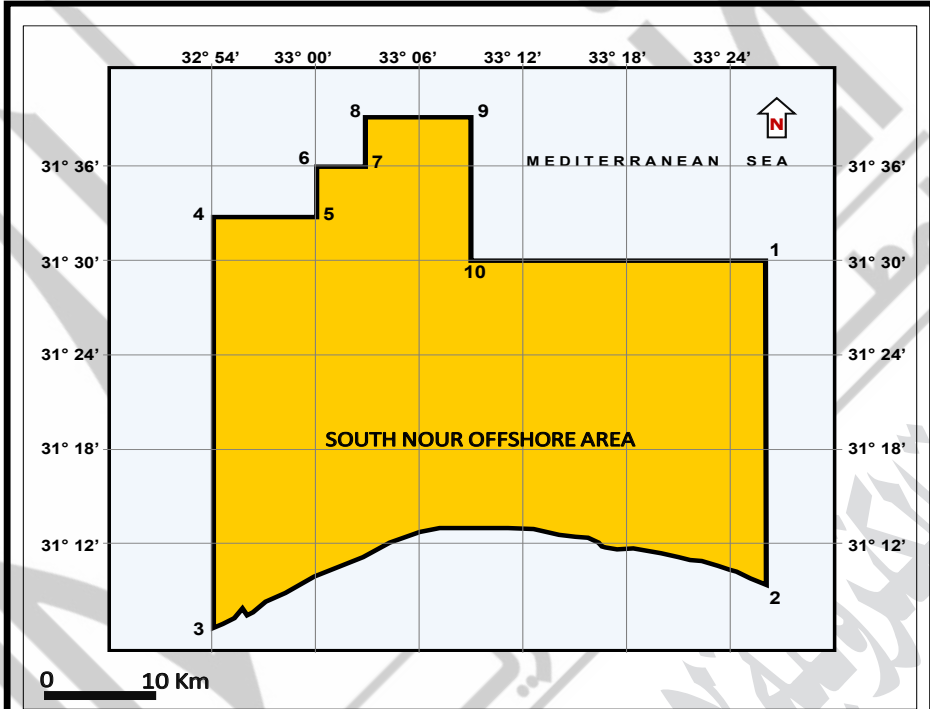 32° 54’ 33° 00’ 33° 06’ 33° 12’ 33° 18’ 33° 24’
8 9
N
6 7
31° 36’ MEDITERRANEAN SEA 31° 36’
4 5
1
31° 30’ 31° 30’
10
31° 24’ 31° 24’
SOUTH NOUR OFFSHORE AREA
31° 18’ 31° 18’
31° 12’ 31° 12’
2
3
0 10 Km